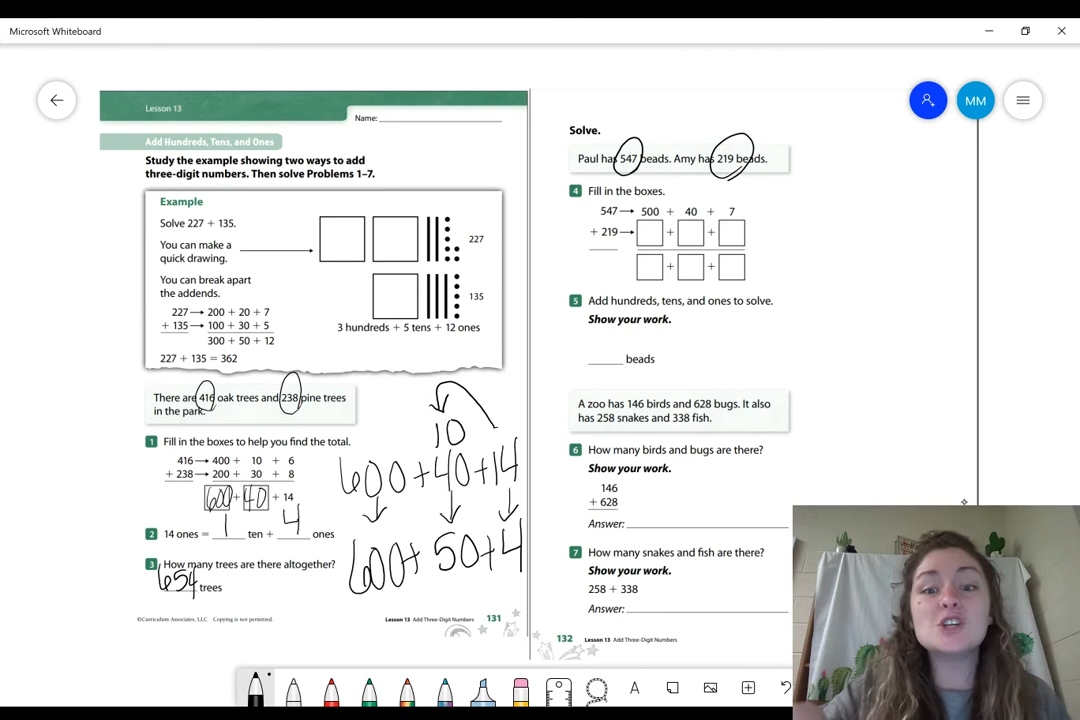 Microsoft Whiteboard
MM
Lesson 13
Name:
Add Hundreds, Tens, and Ones
Study the example showing two ways to add
three-digit numbers. Then solve Problems 1–7.
Example
Solve 227 + 135.
You can make a
quick drawing.
227
You can break apart
the addends.
135
227 → 200 + 20 + 7
+ 135 → 100 + 30 + 5
300 + 50 + 12
3 hundreds + 5 tens + 12 ones
227 + 135 = 362
There are 416 oak trees and 238 pine trees
in the park.
1 Fill in the boxes to help you find the total.
416 → 400 + 10 + 6
+ 238 → 200 + 30 + 8
600 + 40 + 14
2 14 ones = 1 ten + 4 ones
3 How many trees are there altogether?
654 trees
10
600+40+14
600+ 50+4
©Curriculum Associates, LLC Copying is not permitted.
Lesson 13 Add Three-Digit Numbers 131
Solve.
Paul has 547 beads. Amy has 219 beads.
4 Fill in the boxes.
547 → 500 + 40 + 7
+ 219 → + +
+ +
5 Add hundreds, tens, and ones to solve.
Show your work.
beads
A zoo has 146 birds and 628 bugs. It also
has 258 snakes and 338 fish.
6 How many birds and bugs are there?
Show your work.
146
+ 628
Answer:
7 How many snakes and fish are there?
Show your work.
258 + 338
Answer:
132 Lesson 13 Add Three-Digit Numbers
A